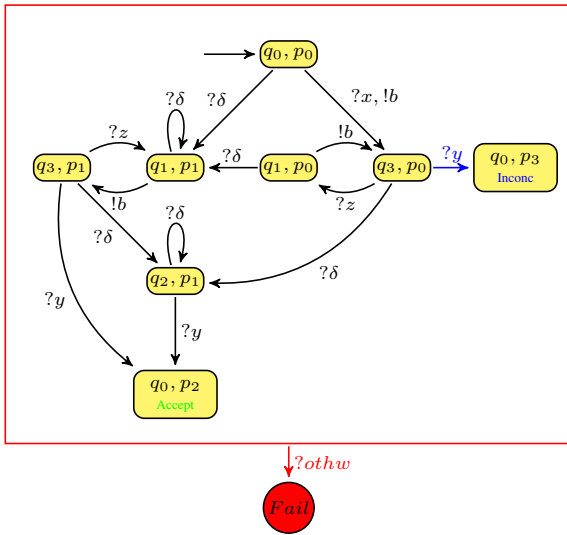 q₀, p₀
?δ
?x, !b
?δ
?z
!b
?y
q₃, p₁
q₁, p₁
?δ
q₁, p₀
q₃, p₀
q₀, p₃
Inconc
!b
?z
?δ
?δ
?δ
q₂, p₁
?y
?y
q₀, p₂
Accept
?othw
Fail